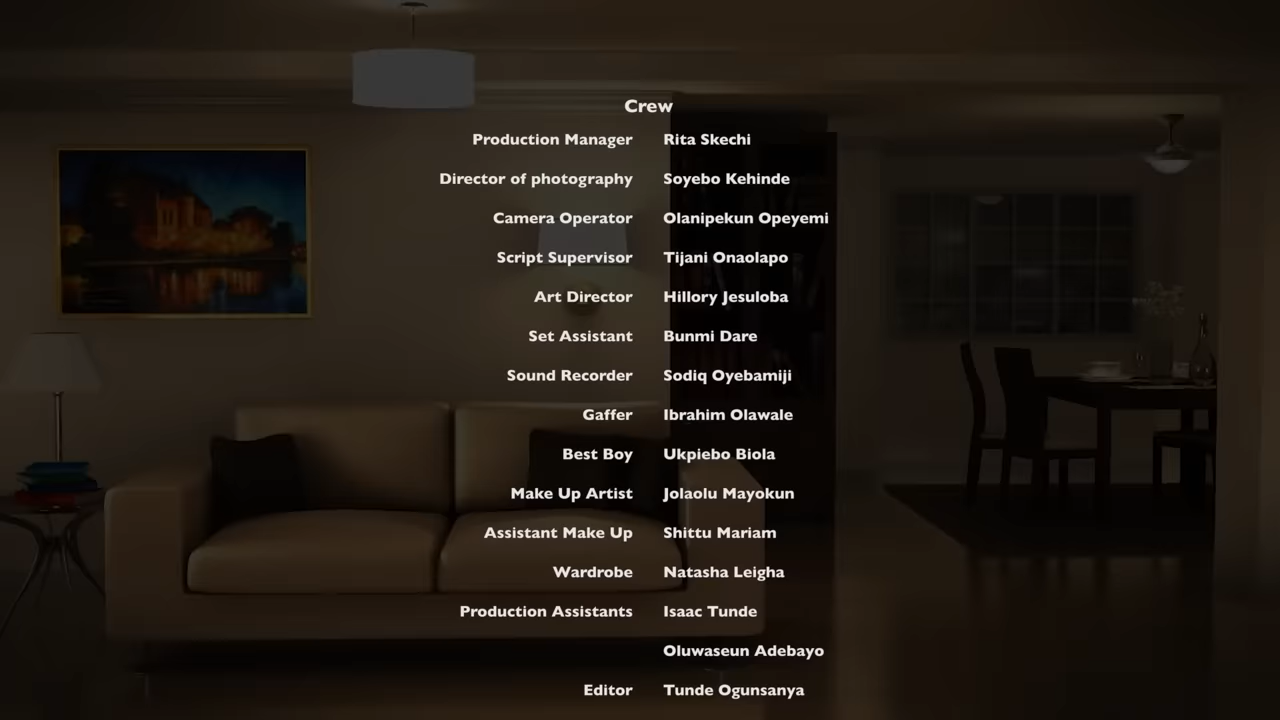 Crew
Production Manager Rita Skechi
Director of photography Soyebo Kehinde
Camera Operator Olanipekun Opeyemi
Script Supervisor Tijani Onaolapo
Art Director Hillory Jesuloba
Set Assistant Bunmi Dare
Sound Recorder Sodiq Oyebamiji
Gaffer Ibrahim Olawale
Best Boy Ukpiebo Biola
Make Up Artist Jolaolu Mayokun
Assistant Make Up Shittu Mariam
Wardrobe Natasha Leigha
Production Assistants Isaac Tunde
Oluwaseun Adebayo
Editor Tunde Ogunsanya